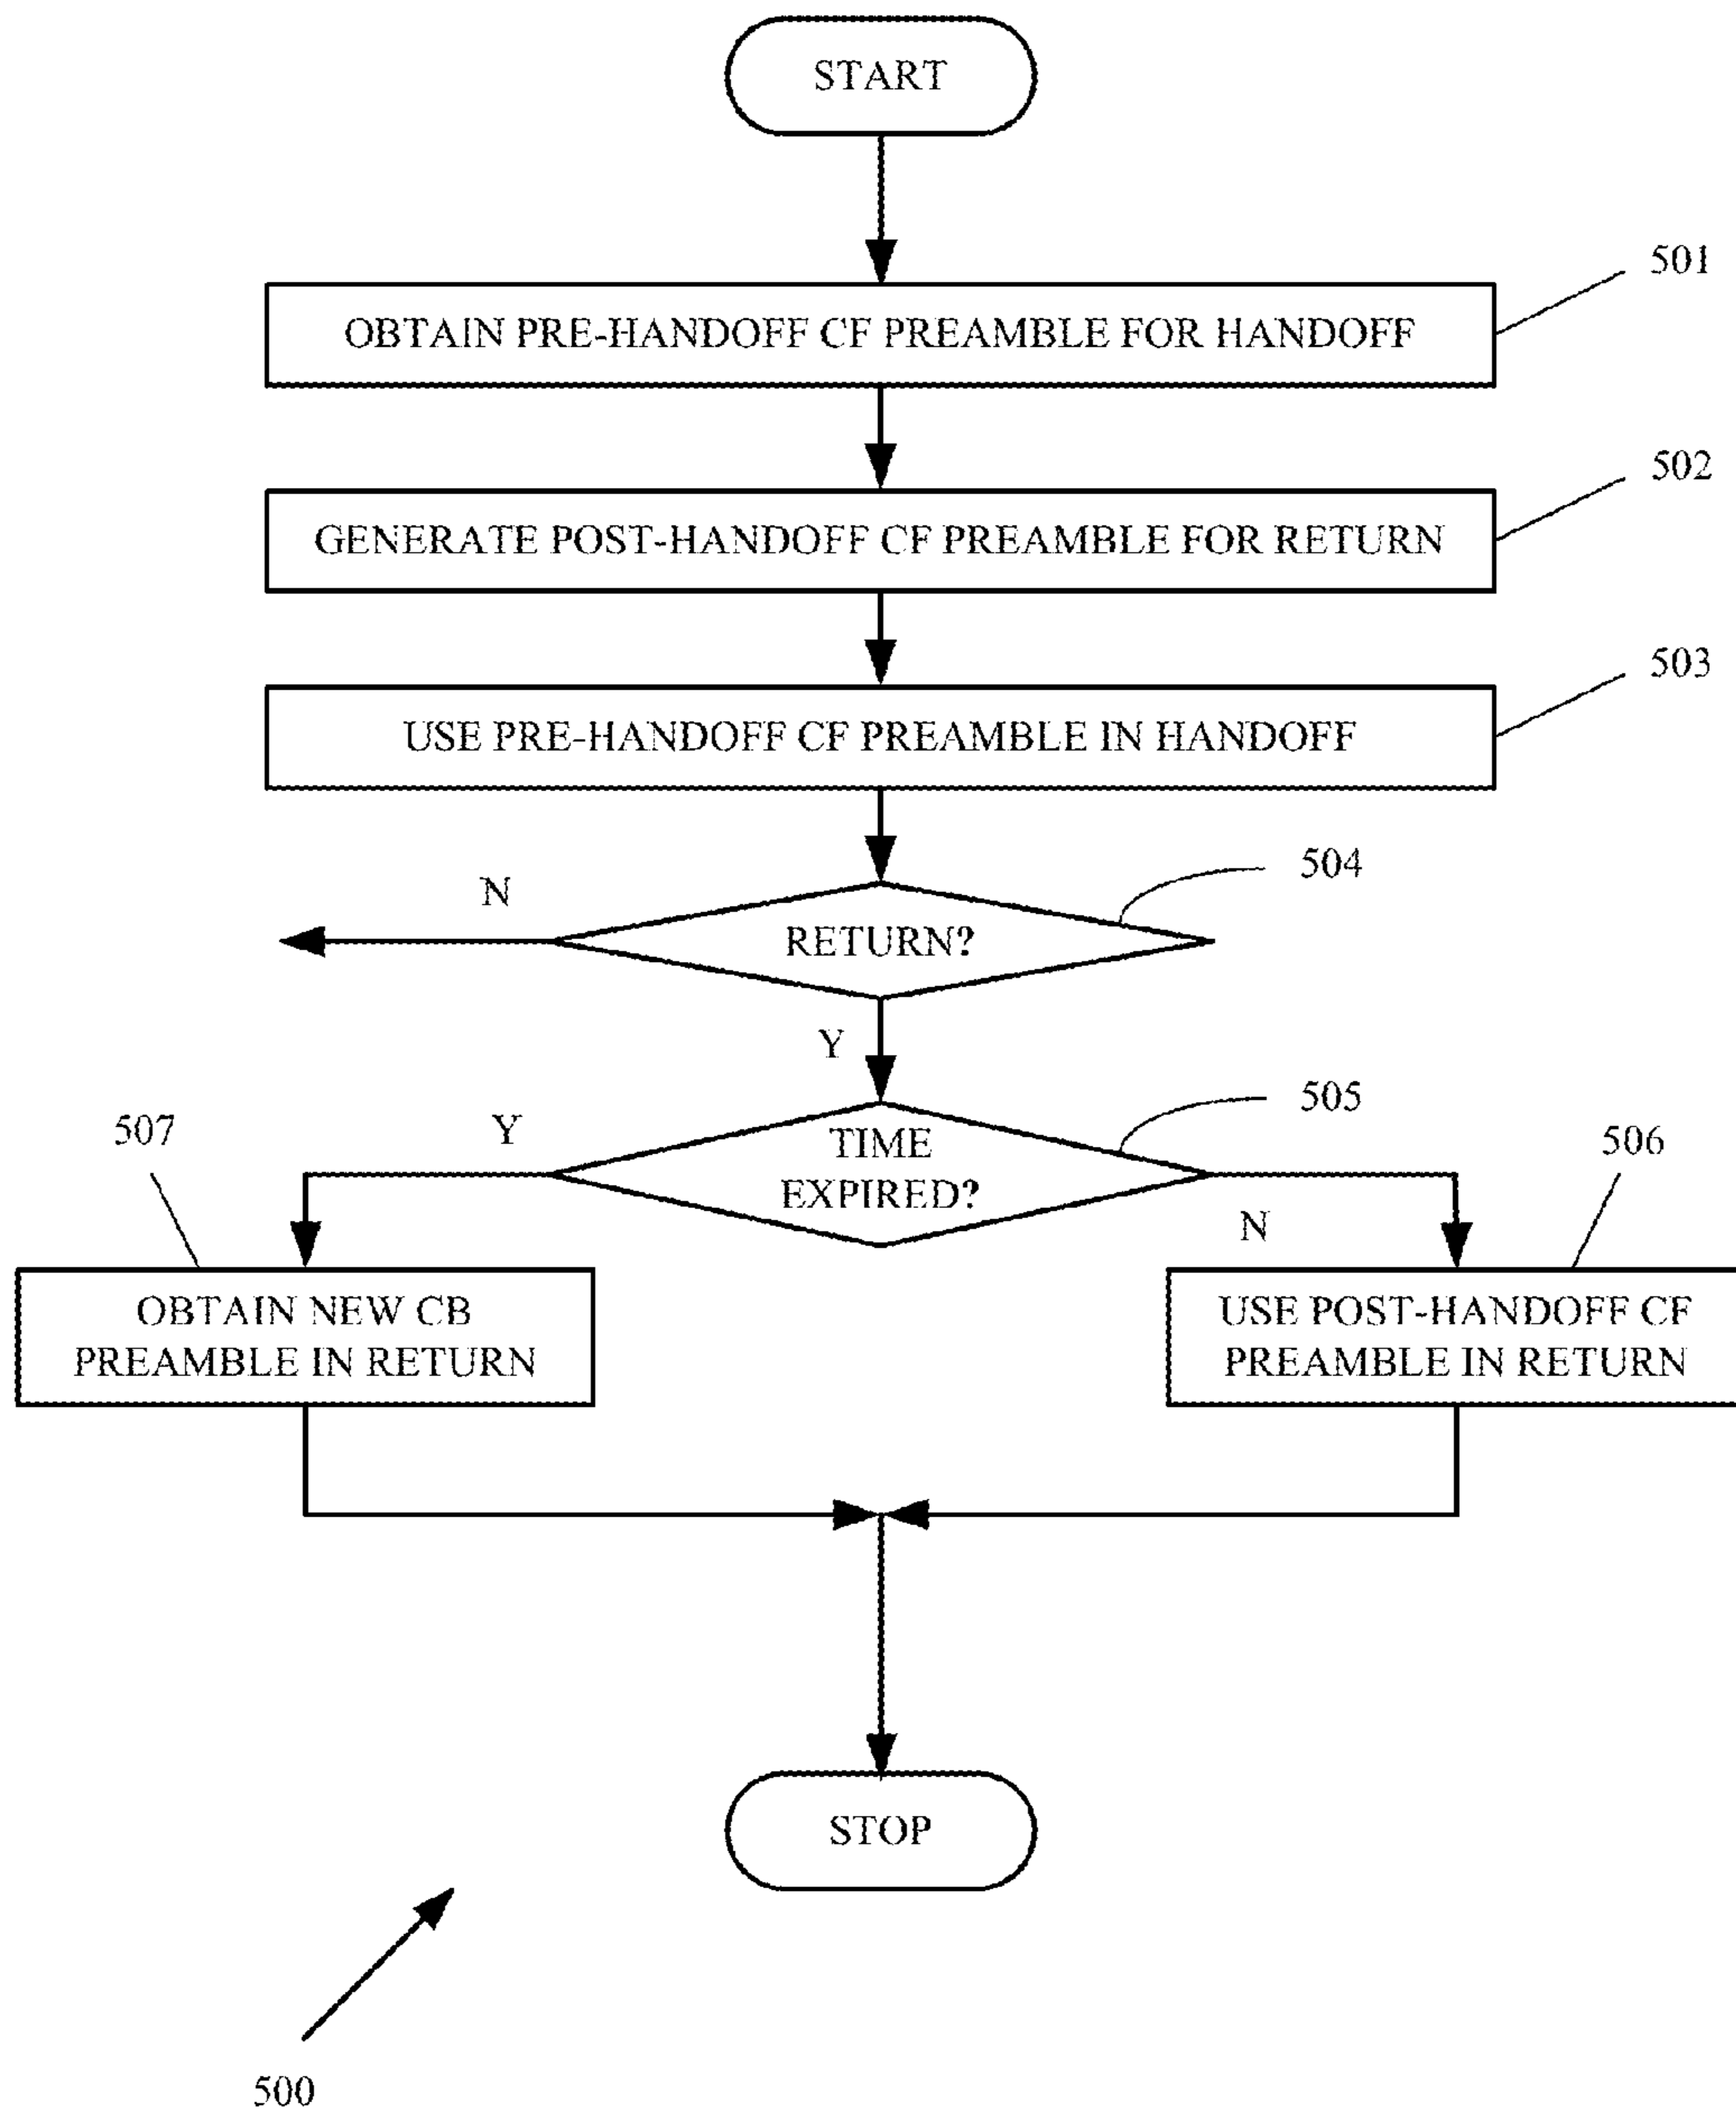 START
501
OBTAIN PRE-HANDOFF CF PREAMBLE FOR HANDOFF
502
GENERATE POST-HANDOFF CF PREAMBLE FOR RETURN
503
USE PRE-HANDOFF CF PREAMBLE IN HANDOFF
504
N
RETURN?
Y
505
507
Y
TIME
EXPIRED?
506
N
OBTAIN NEW CB
PREAMBLE IN RETURN
USE POST-HANDOFF CF
PREAMBLE IN RETURN
STOP
500